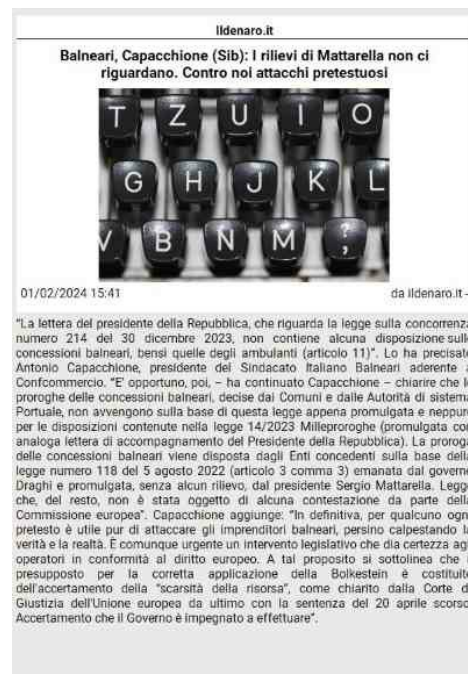 Ildenaro.it
Balneari, Capacchione (Sib): I rilievi di Mattarella non ci
riguardano. Contro noi attacchi pretestuosi
T Z U I O
G H J K L
V B N M ;?
01/02/2024 15:41
da ildenaro.it -
"La lettera del presidente della Repubblica, che riguarda la legge sulla concorrenza
numero 214 del 30 dicembre 2023, non contiene alcuna disposizione sulle
concessioni balneari, bensì quelle degli ambulanti (articolo 11)". Lo ha precisato
Antonio Capacchione, presidente del Sindacato Italiano Balneari aderente a
Confcommercio. "E' opportuno, poi, – ha continuato Capacchione – chiarire che le
proroghe delle concessioni balneari, decise dai Comuni e dalle Autorità di sistema
Portuale, non avvengono sulla base di questa legge appena promulgata e neppure
per le disposizioni contenute nella legge 14/2023 Milleproroghe (promulgata con
analoga lettera di accompagnamento del Presidente della Repubblica). La proroga
delle concessioni balneari viene disposta dagli Enti concedenti sulla base della
legge numero 118 del 5 agosto 2022 (articolo 3 comma 3) emanata dal governo
Draghi e promulgata, senza alcun rilievo, dal presidente Sergio Mattarella. Legge
che, del resto, non è stata oggetto di alcuna contestazione da parte della
Commissione europea". Capacchione aggiunge: "In definitiva, per qualcuno ogni
pretesto è utile pur di attaccare gli imprenditori balneari, persino calpestando la
verità e la realtà. È comunque urgente un intervento legislativo che dia certezza agli
operatori in conformità al diritto europeo. A tal proposito si sottolinea che
presupposto per la corretta applicazione della Bolkestein è costituito
dell'accertamento della "scarsità della risorsa", come chiarito dalla Corte di
Giustizia dell'Unione europea da ultimo con la sentenza del 20 aprile scorso
Accertamento che il Governo è impegnato a effettuare".